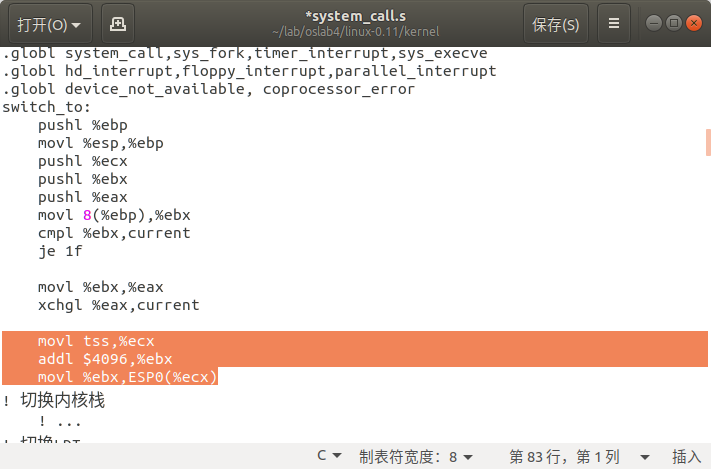 打开(O)
*system_call.s
~/lab/oslab4/linux-0.11/kernel
保存(S)
.globl system_call,sys_fork,timer_interrupt,sys_execve
.globl hd_interrupt,floppy_interrupt,parallel_interrupt
.globl device_not_available, coprocessor_error
switch_to:
    pushl %ebp
    movl %esp,%ebp
    pushl %ecx
    pushl %ebx
    pushl %eax
    movl 8(%ebp),%ebx
    cmpl %ebx,current
    je 1f
    movl %ebx,%eax
    xchgl %eax,current
    movl tss,%ecx
    addl $4096,%ebx
    movl %ebx,ESP0(%ecx)
! 切换内核栈
    ! ...
! 切换LDT
C 制表符宽度：8 第 83 行，第 1 列 插入